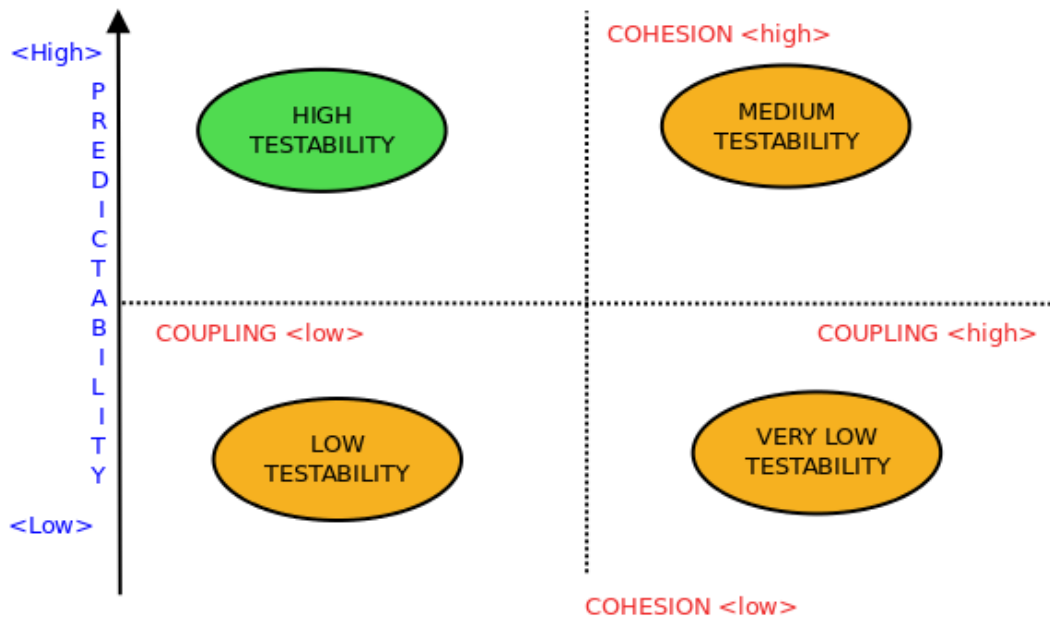 <High>
COHESION <high>
P
R
E
D
I
C
T
A
B
I
L
I
T
Y
HIGH
TESTABILITY
MEDIUM
TESTABILITY
COUPLING <low>
COUPLING <high>
LOW
TESTABILITY
VERY LOW
TESTABILITY
<Low>
COHESION <low>